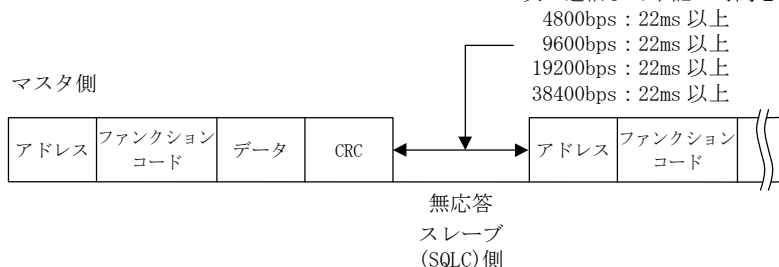 4800bps：22ms 以上
9600bps：22ms 以上
19200bps：22ms 以上
38400bps：22ms 以上
マスタ側
アドレス
ファンクション
コード
データ
CRC
アドレス
ファンクション
コード
無応答
スレーブ
(SQLC)側